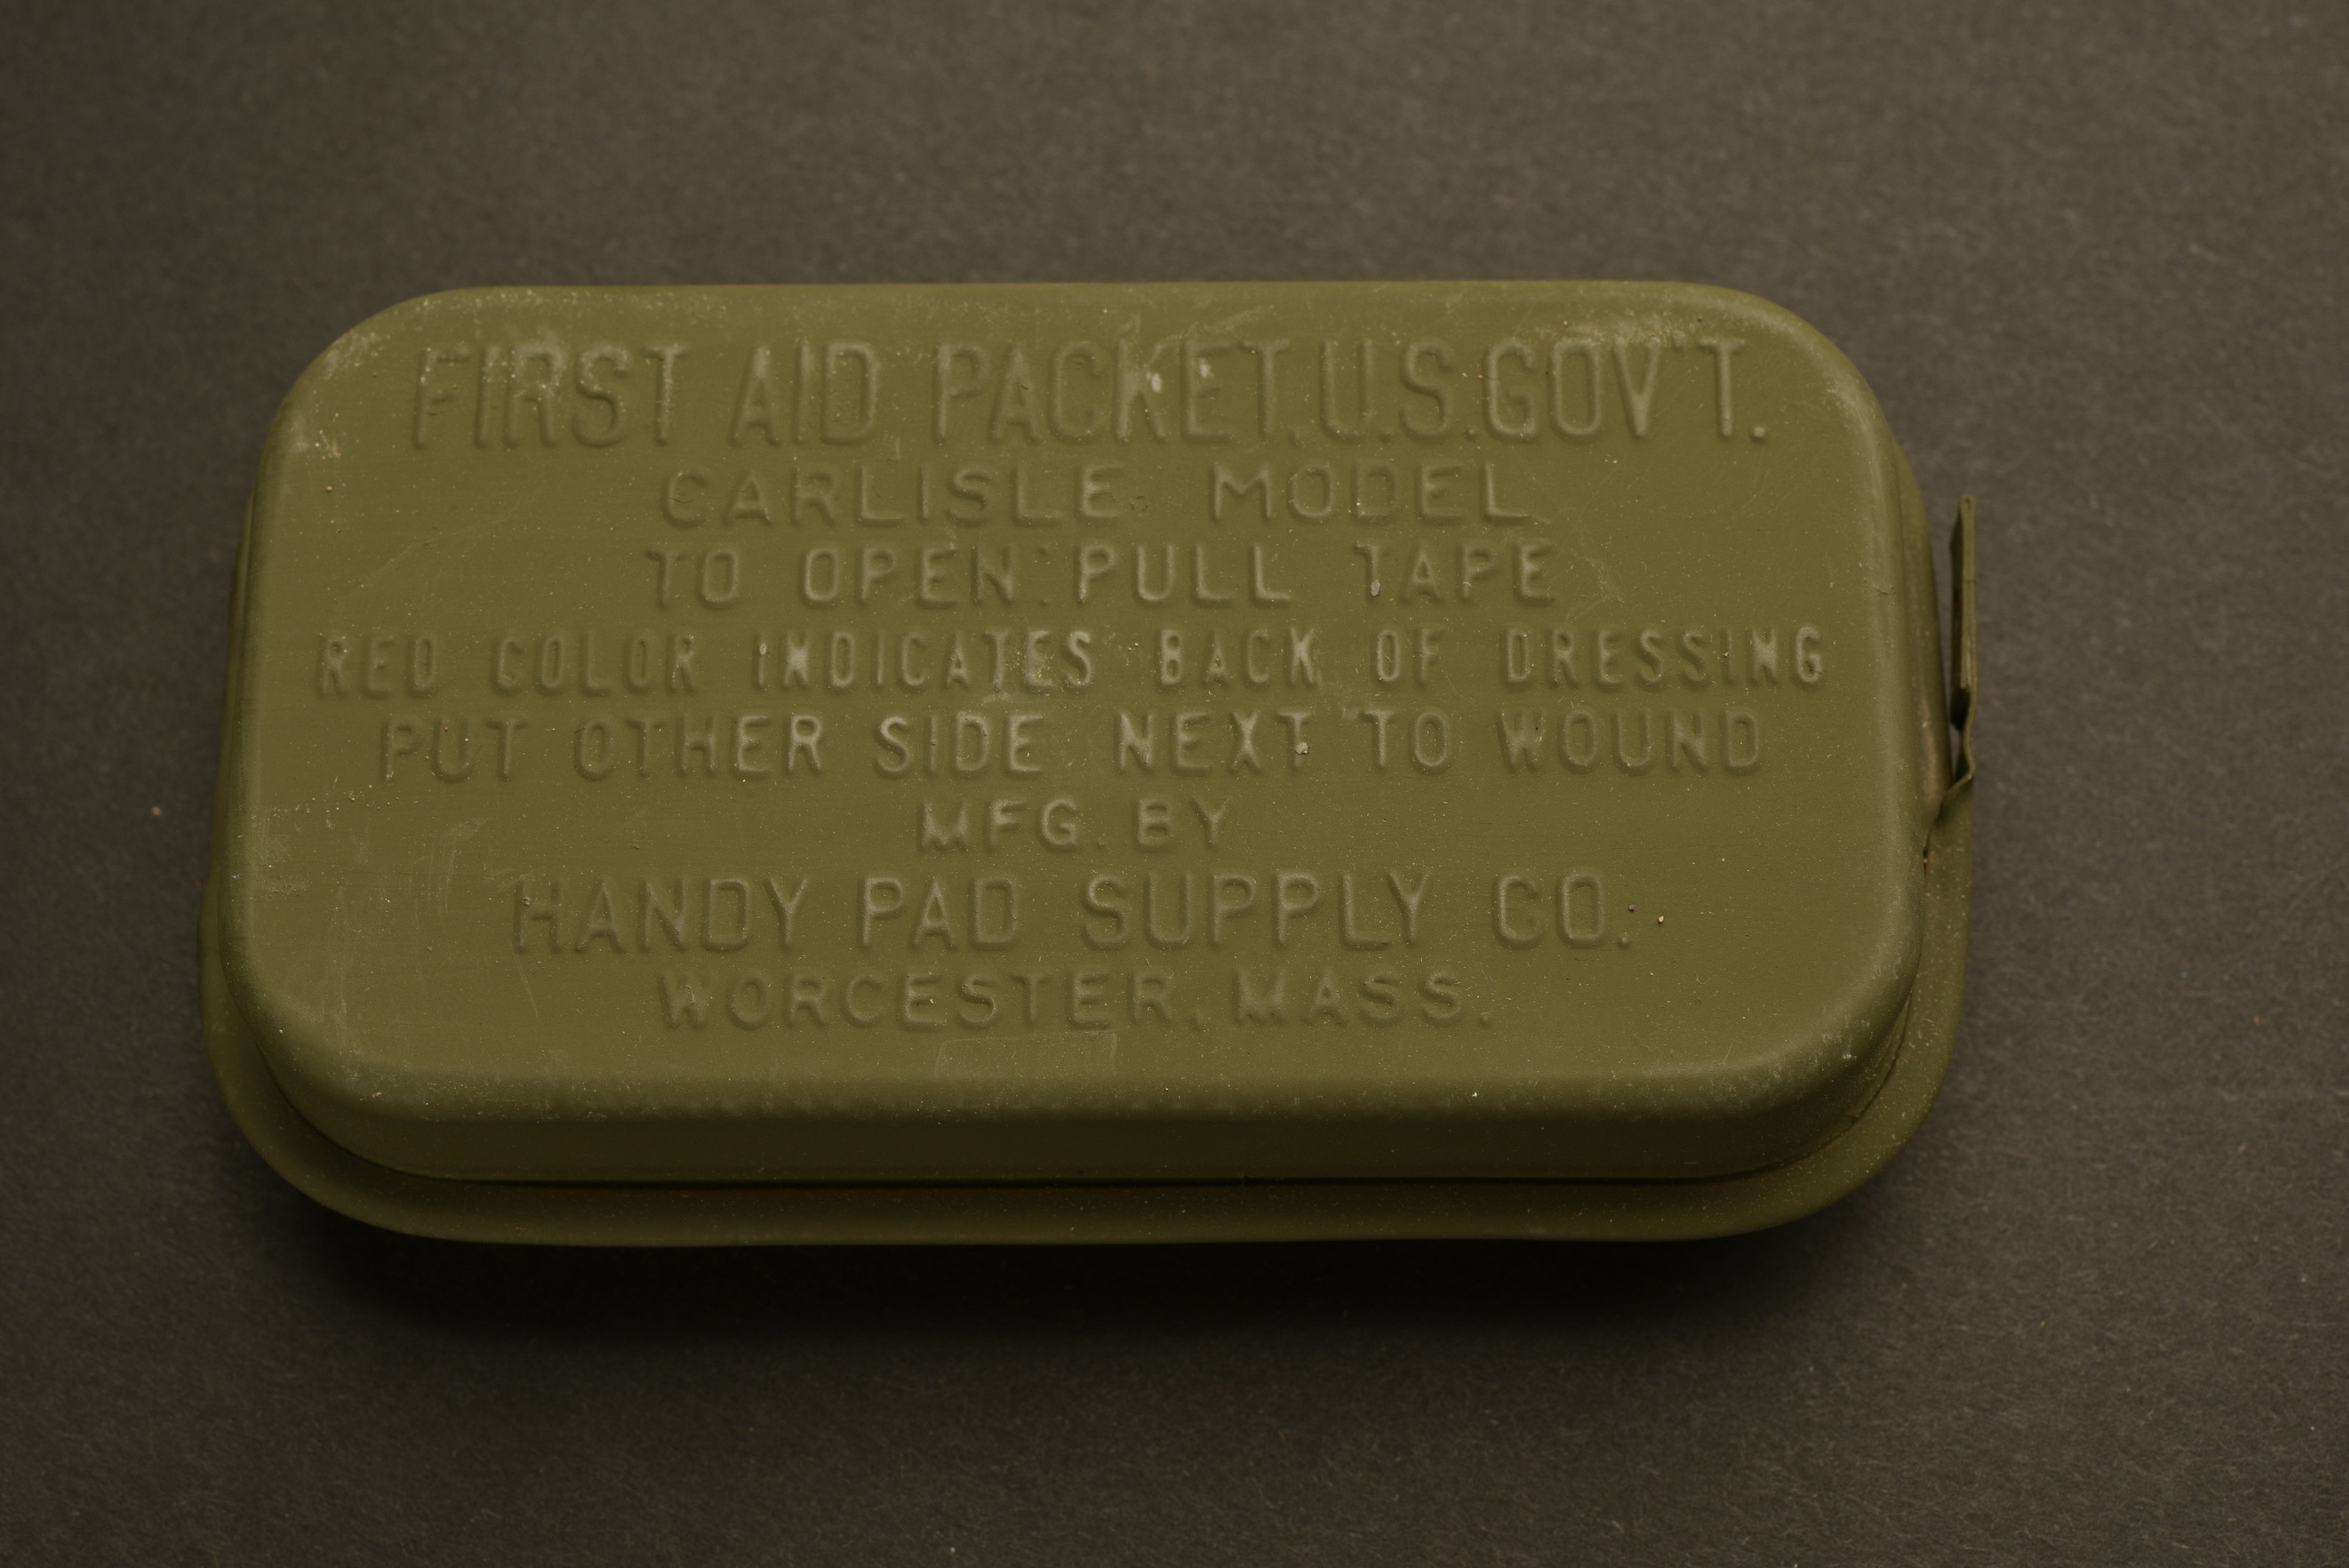 FIRST AID PACKET, U.S. GOV'T.
CARLISLE MODEL
TO OPEN: PULL TAPE
RED COLOR INDICATES BACK OF DRESSING
PUT OTHER SIDE NEXT TO WOUND
MFG. BY
HANDY PAD SUPPLY CO.
WORCESTER, MASS.